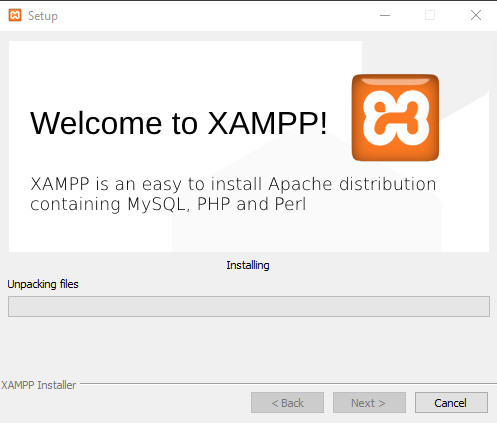 Setup
Welcome to XAMPP!
XAMPP is an easy to install Apache distribution
containing MySQL, PHP and Perl
Installing
Unpacking files
XAMPP Installer
< Back
Next >
Cancel